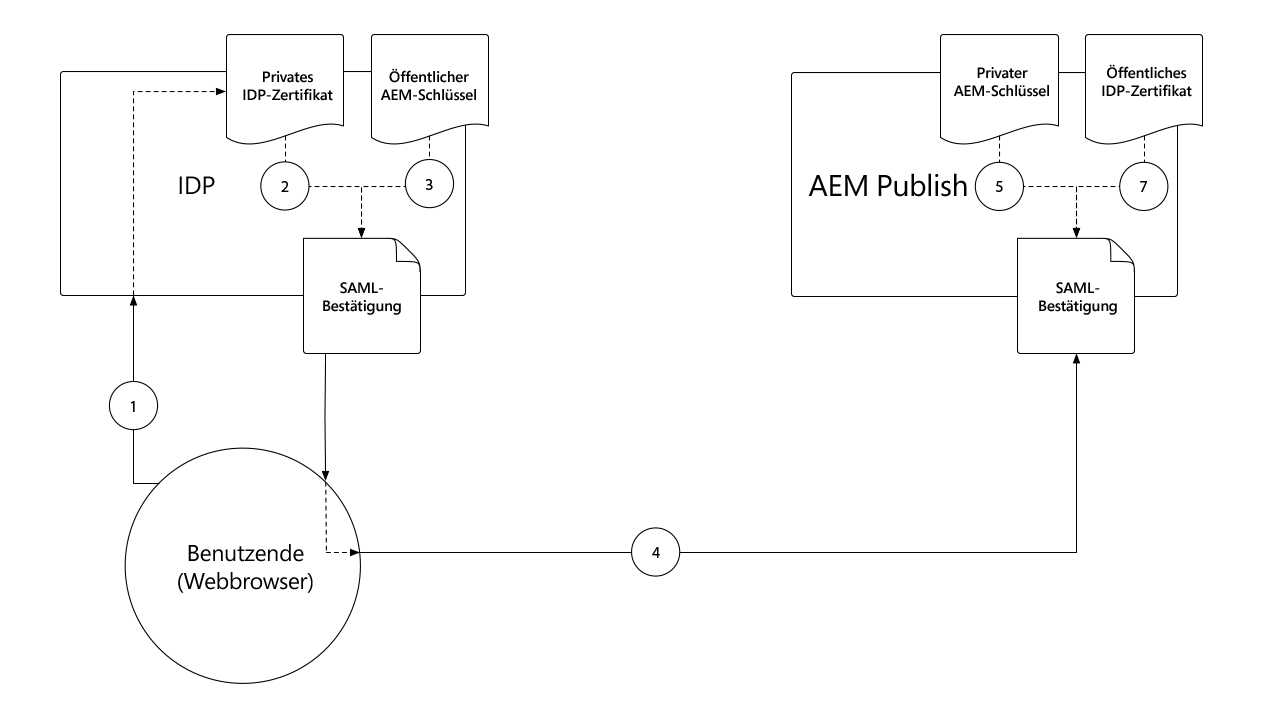 Privates
IDP-Zertifikat
Öffentlicher
AEM-Schlüssel
Privater
AEM-Schlüssel
Öffentliches
IDP-Zertifikat
IDP
2
3
AEM Publish
5
7
SAML-
Bestätigung
SAML-
Bestätigung
1
4
Benutzende
(Webbrowser)